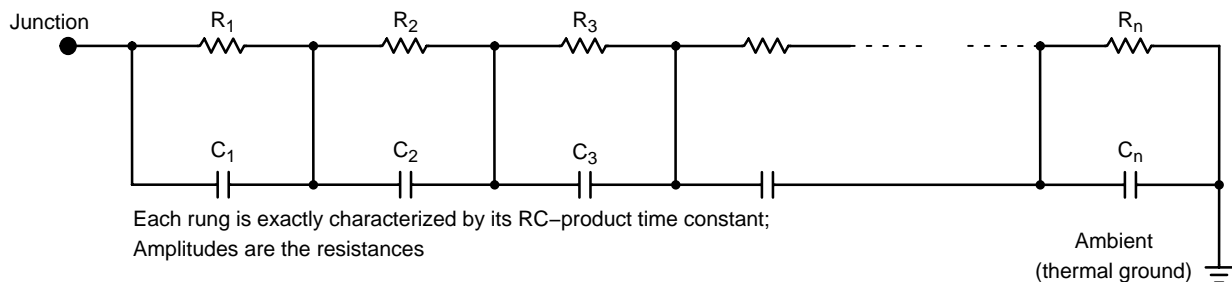 Junction
R1 R2 R3 Rn
C1 C2 C3 Cn
Each rung is exactly characterized by its RC−product time constant;
Amplitudes are the resistances
Ambient
(thermal ground)